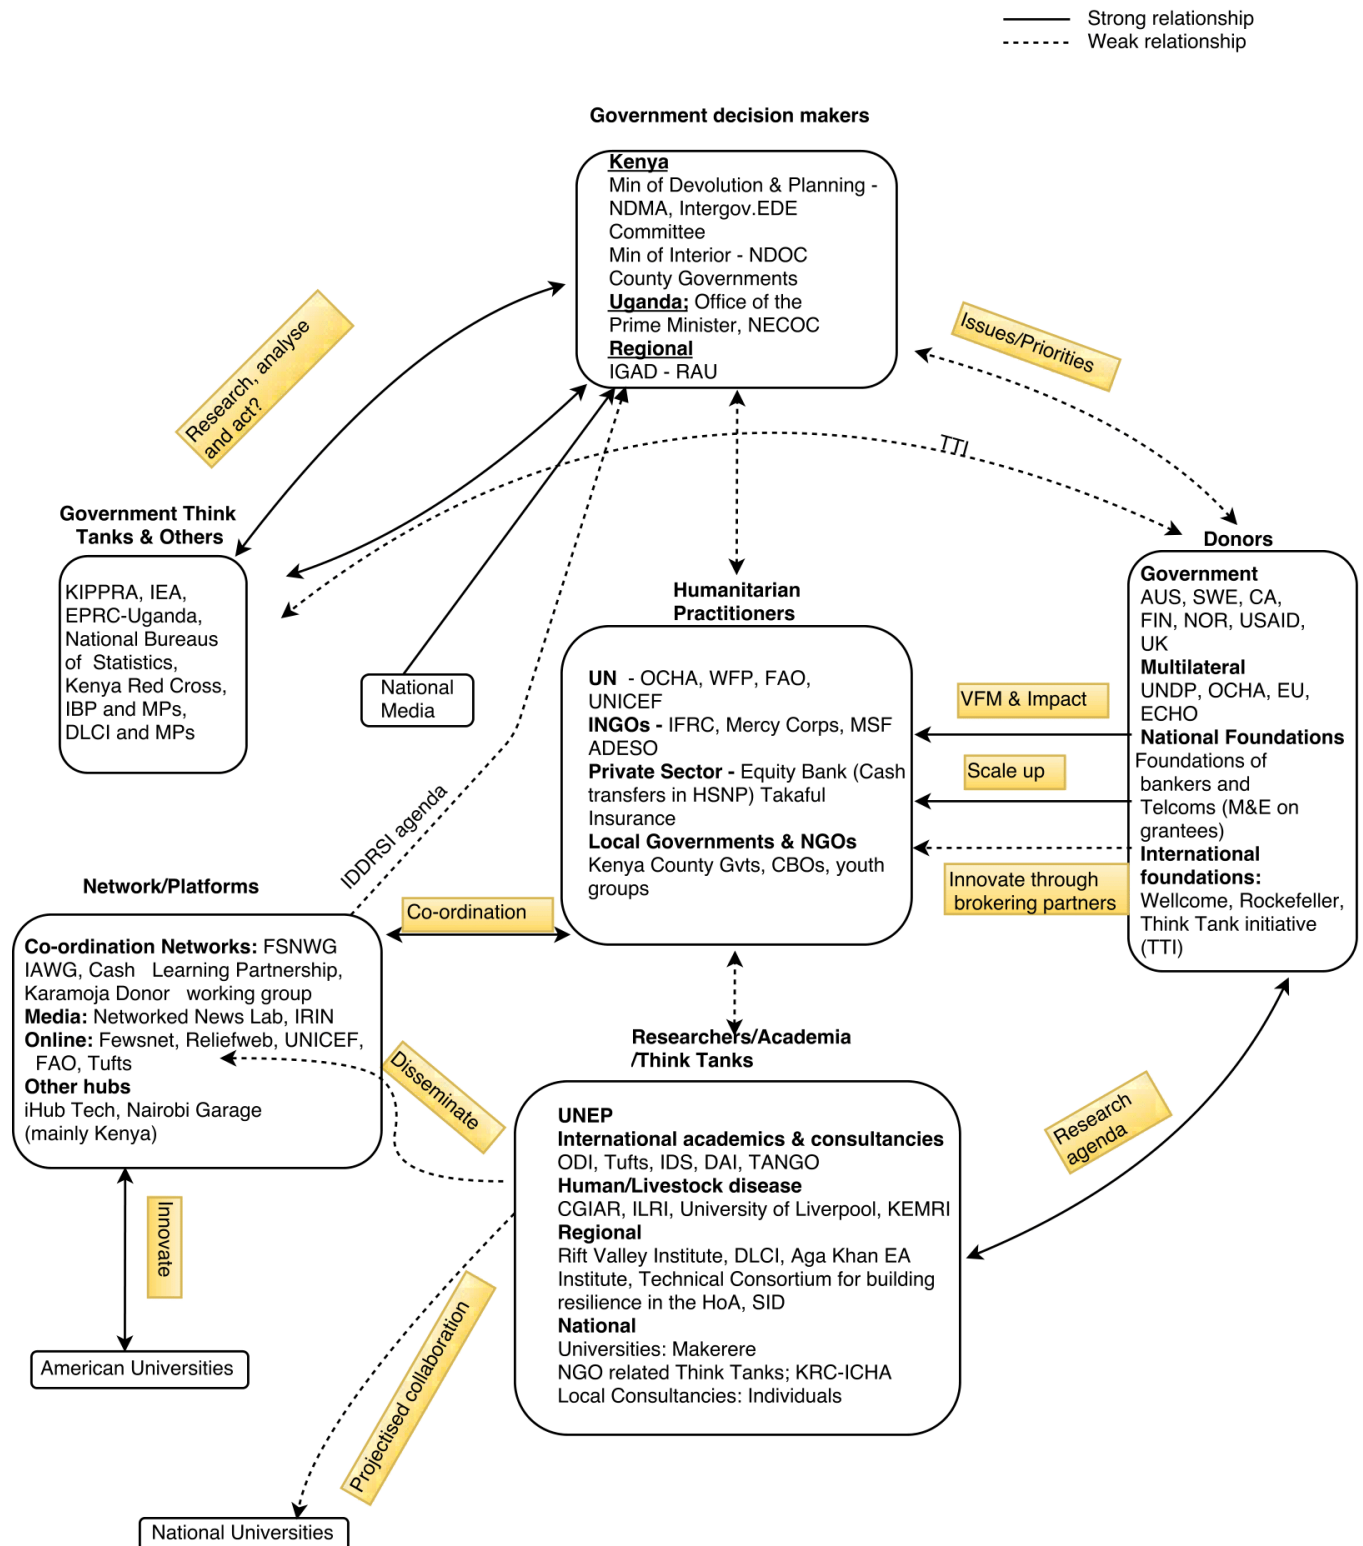 Strong relationship
Weak relationship
Government decision makers
Kenya
Min of Devolution & Planning -
NDMA, Intergov.EDE
Committee
Min of Interior - NDOC
County Governments
Uganda: Office of the
Prime Minister, NECOC
Regional
IGAD - RAU
Issues/Priorities
Research, analyse
and act?
TTI
Government Think
Tanks & Others
KIPPRA, IEA,
EPRC-Uganda,
National Bureaus
of Statistics,
Kenya Red Cross,
IBP and MPs,
DLCI and MPs
National
Media
Humanitarian
Practitioners
UN - OCHA, WFP, FAO,
UNICEF
INGOs - IFRC, Mercy Corps, MSF
ADESO
Private Sector - Equity Bank (Cash
transfers in HSNP) Takaful
Insurance
Local Governments & NGOs
Kenya County Gvts, CBOs, youth
groups
Donors
Government
AUS, SWE, CA,
FIN, NOR, USAID,
UK
Multilateral
UNDP, OCHA, EU,
ECHO
National Foundations
Foundations of
bankers and
Telcoms (M&E on
grantees)
International
foundations:
Wellcome, Rockefeller,
Think Tank initiative
(TTI)
VFM & Impact
Scale up
Innovate through
brokering partners
IDDRSI agenda
Network/Platforms
Co-ordination
Co-ordination Networks: FSNWG
IAWG, Cash Learning Partnership,
Karamoja Donor working group
Media: Networked News Lab, IRIN
Online: Fewsnet, Reliefweb, UNICEF,
FAO, Tufts
Other hubs
iHub Tech, Nairobi Garage
(mainly Kenya)
Disseminate
Researchers/Academia
/Think Tanks
UNEP
International academics & consultancies
ODI, Tufts, IDS, DAI, TANGO
Human/Livestock disease
CGIAR, ILRI, University of Liverpool, KEMRI
Regional
Rift Valley Institute, DLCI, Aga Khan EA
Institute, Technical Consortium for building
resilience in the HoA, SID
National
Universities: Makerere
NGO related Think Tanks; KRC-ICHA
Local Consultancies: Individuals
Research
agenda
Innovate
American Universities
Projectised collaboration
National Universities